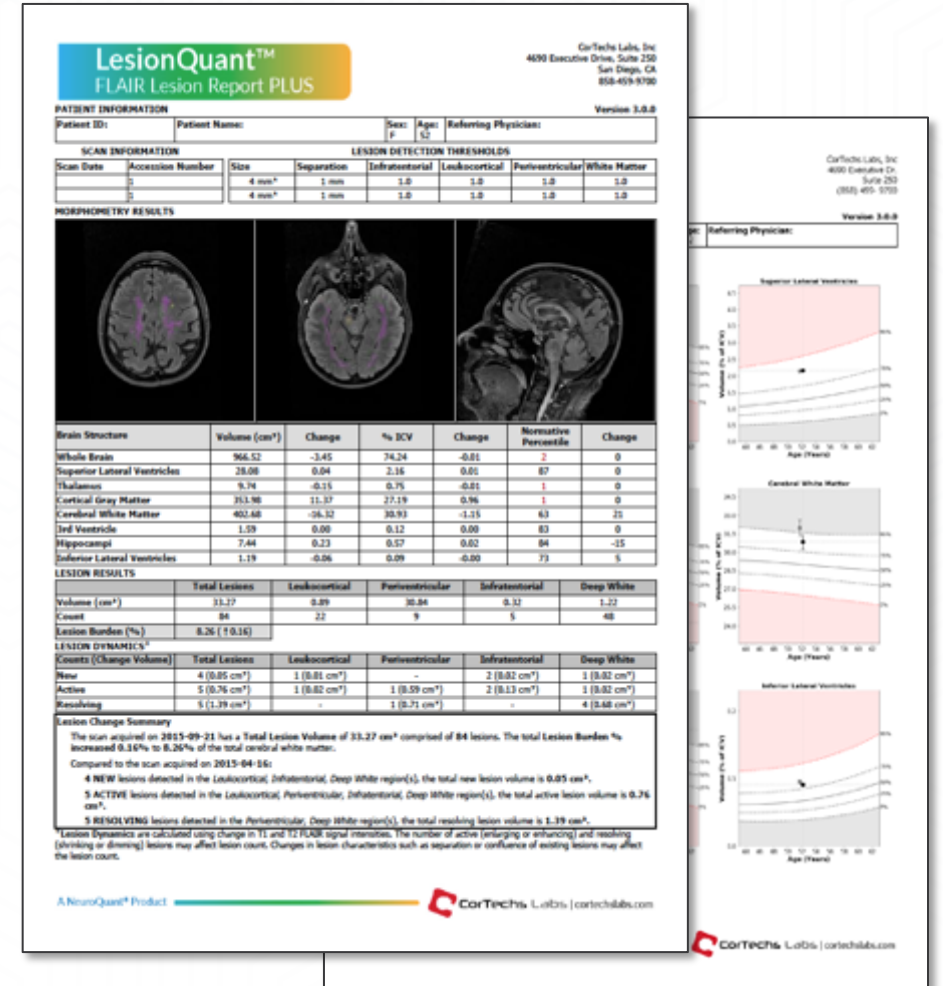 LesionQuant™
FLAIR Lesion Report PLUS
CorTechs Labs, Inc
4690 Executive Drive, Suite 250
San Diego, CA
858-459-9700
PATIENT INFORMATION
Version 3.0.0
Patient ID: Patient Name: Sex: F Age: 52 Referring Physician:
SCAN INFORMATION LESION DETECTION THRESHOLDS
Scan Date Accession Number Size Separation Infratentorial Leukocortical Periventricular White Matter
1 4 mm³ 1 mm 1.0 1.0 1.0 1.0
1 4 mm³ 1 mm 1.0 1.0 1.0 1.0
MORPHOMETRY RESULTS
Brain Structure Volume (cm³) Change % ICV Change Normative Percentile Change
Whole Brain 966.52 -3.45 74.24 -0.01 2 0
Superior Lateral Ventricles 28.08 0.04 2.16 0.01 87 0
Thalamus 9.74 -0.15 0.75 -0.01 1 0
Cortical Gray Matter 353.98 11.37 27.19 0.96 1 0
Cerebral White Matter 402.68 -16.32 30.93 -1.15 63 21
3rd Ventricle 1.59 0.00 0.12 0.00 83 0
Hippocampi 7.44 0.23 0.57 0.02 84 -15
Inferior Lateral Ventricles 1.19 -0.06 0.09 -0.00 73 5
LESION RESULTS
Total Lesions Leukocortical Periventricular Infratentorial Deep White
Volume (cm³) 33.27 0.89 30.84 0.32 1.22
Count 84 22 9 5 48
Lesion Burden (%) 8.26 (↑0.16)
LESION DYNAMICS*
Counts (Change Volume) Total Lesions Leukocortical Periventricular Infratentorial Deep White
New 4 (0.05 cm³) 1 (0.01 cm³) - 2 (0.02 cm³) 1 (0.02 cm³)
Active 5 (0.76 cm³) 1 (0.02 cm³) 1 (0.59 cm³) 2 (0.13 cm³) 1 (0.02 cm³)
Resolving 5 (1.39 cm³) - 1 (0.71 cm³) - 4 (0.68 cm³)
Lesion Change Summary
The scan acquired on 2015-09-21 has a Total Lesion Volume of 33.27 cm³ comprised of 84 lesions. The total Lesion Burden %
increased 0.16% to 8.26% of the total cerebral white matter.
Compared to the scan acquired on 2015-04-16:
4 NEW lesions detected in the Leukocortical, Infratentorial, Deep White region(s), the total new lesion volume is 0.05 cm³.
5 ACTIVE lesions detected in the Leukocortical, Periventricular, Infratentorial, Deep White region(s), the total active lesion volume is 0.76
cm³.
5 RESOLVING lesions detected in the Periventricular, Deep White region(s), the total resolving lesion volume is 1.39 cm³.
*Lesion Dynamics are calculated using change in T1 and T2 FLAIR signal intensities. The number of active (enlarging or enhancing) and resolving
(shrinking or dimming) lesions may affect lesion count. Changes in lesion characteristics such as separation or confluence of existing lesions may affect
the lesion count.
A NeuroQuant® Product
CorTechs Labs | cortechslabs.com
CorTechs Labs, Inc
4690 Executive Dr.
Suite 250
(858) 459- 9700
Version 3.0.0
Referring Physician:
Superior Lateral Ventricles
Volume (% of ICV)
Age (Years)
Cerebral White Matter
Volume (% of ICV)
Age (Years)
Inferior Lateral Ventricles
Volume (% of ICV)
Age (Years)
CorTechs Labs | cortechslabs.com